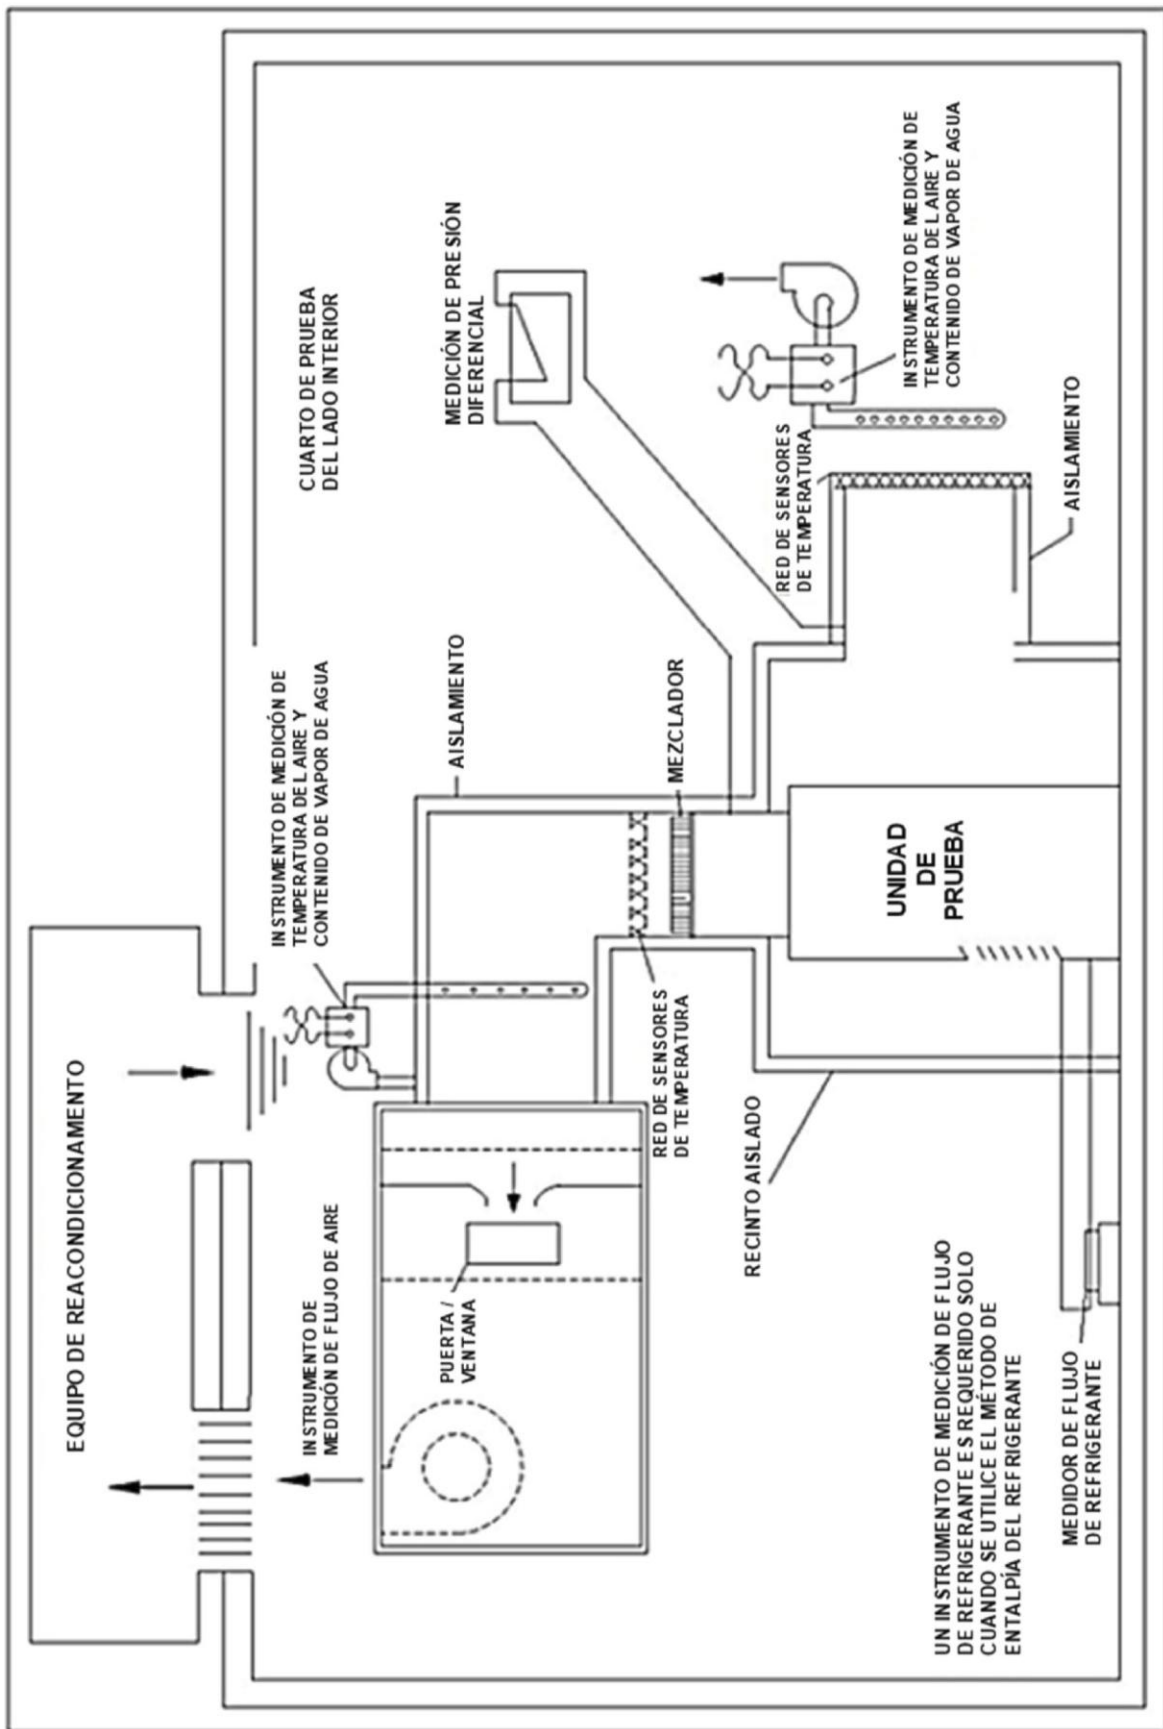 EQUIPO DE REACONDICIONAMENTO
INSTRUMENTO DE
MEDICIÓN DE FLUJO DE AIRE
INSTRUMENTO DE MEDICIÓN DE
TEMPERATURA DEL AIRE Y
CONTENIDO DE VAPOR DE AGUA
CUARTO DE PRUEBA
DEL LADO INTERIOR
PUERTA /
VENTANA
AISLAMIENTO
MEDICIÓN DE PRESIÓN
DIFERENCIAL
RED DE SENSORES
DE TEMPERATURA
MEZCLADOR
RECINTO AISLADO
RED DE SENSORES
DE TEMPERATURA
INSTRUMENTO DE MEDICIÓN DE
TEMPERATURA DEL AIRE Y
CONTENIDO DE VAPOR DE AGUA
UNIDAD
DE
PRUEBA
AISLAMIENTO
UN INSTRUMENTO DE MEDICIÓN DE FLUJO
DE REFRIGERANTE ES REQUERIDO SOLO
CUANDO SE UTILICE EL MÉTODO DE
ENTALPÍA DEL REFRIGERANTE
MEDIDOR DE FLUJO
DE REFRIGERANTE